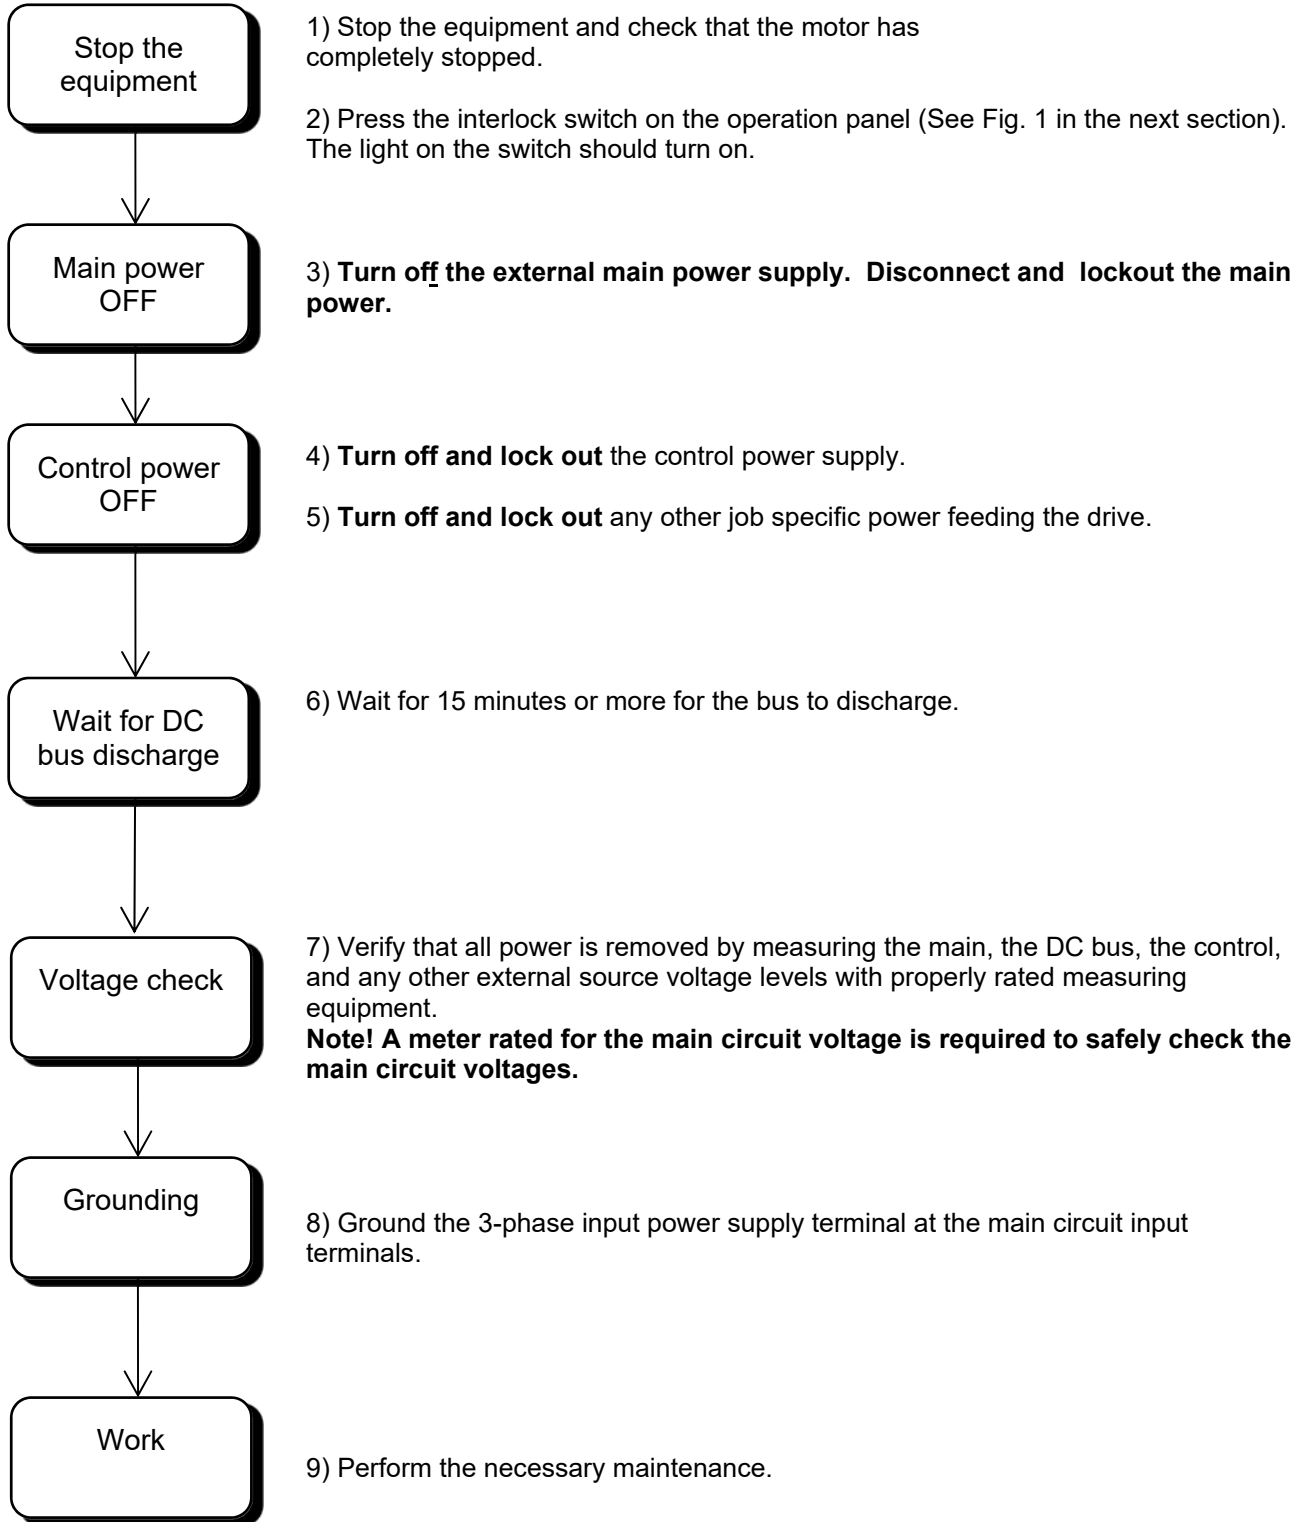 Stop the
equipment
1) Stop the equipment and check that the motor has
completely stopped.
2) Press the interlock switch on the operation panel (See Fig. 1 in the next section).
The light on the switch should turn on.
Main power
OFF
3) Turn off the external main power supply.  Disconnect and  lockout the main
power.
Control power
OFF
4) Turn off and lock out the control power supply.
5) Turn off and lock out any other job specific power feeding the drive.
Wait for DC
bus discharge
6) Wait for 15 minutes or more for the bus to discharge.
Voltage check
7) Verify that all power is removed by measuring the main, the DC bus, the control,
and any other external source voltage levels with properly rated measuring
equipment.
Note! A meter rated for the main circuit voltage is required to safely check the
main circuit voltages.
Grounding
8) Ground the 3-phase input power supply terminal at the main circuit input
terminals.
Work
9) Perform the necessary maintenance.